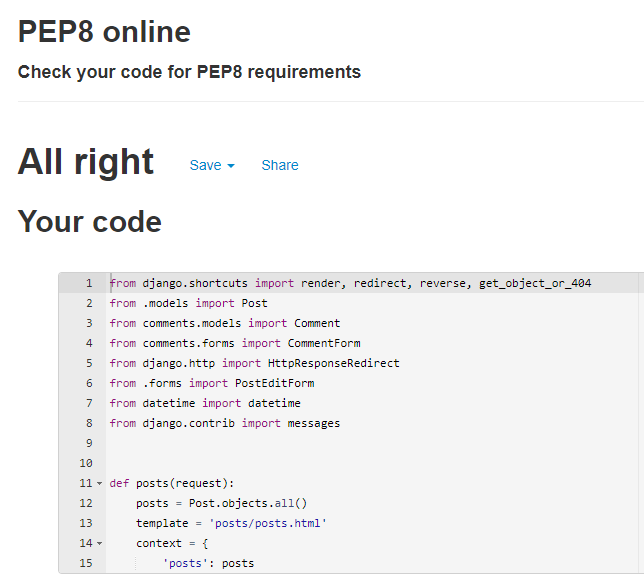 PEP8 online
Check your code for PEP8 requirements
All right Save Share
Your code
1 from django.shortcuts import render, redirect, reverse, get_object_or_404
2 from .models import Post
3 from comments.models import Comment
4 from comments.forms import CommentForm
5 from django.http import HttpResponseRedirect
6 from .forms import PostEditForm
7 from datetime import datetime
8 from django.contrib import messages
9
10
11 def posts(request):
12     posts = Post.objects.all()
13     template = 'posts/posts.html'
14     context = {
15         'posts': posts